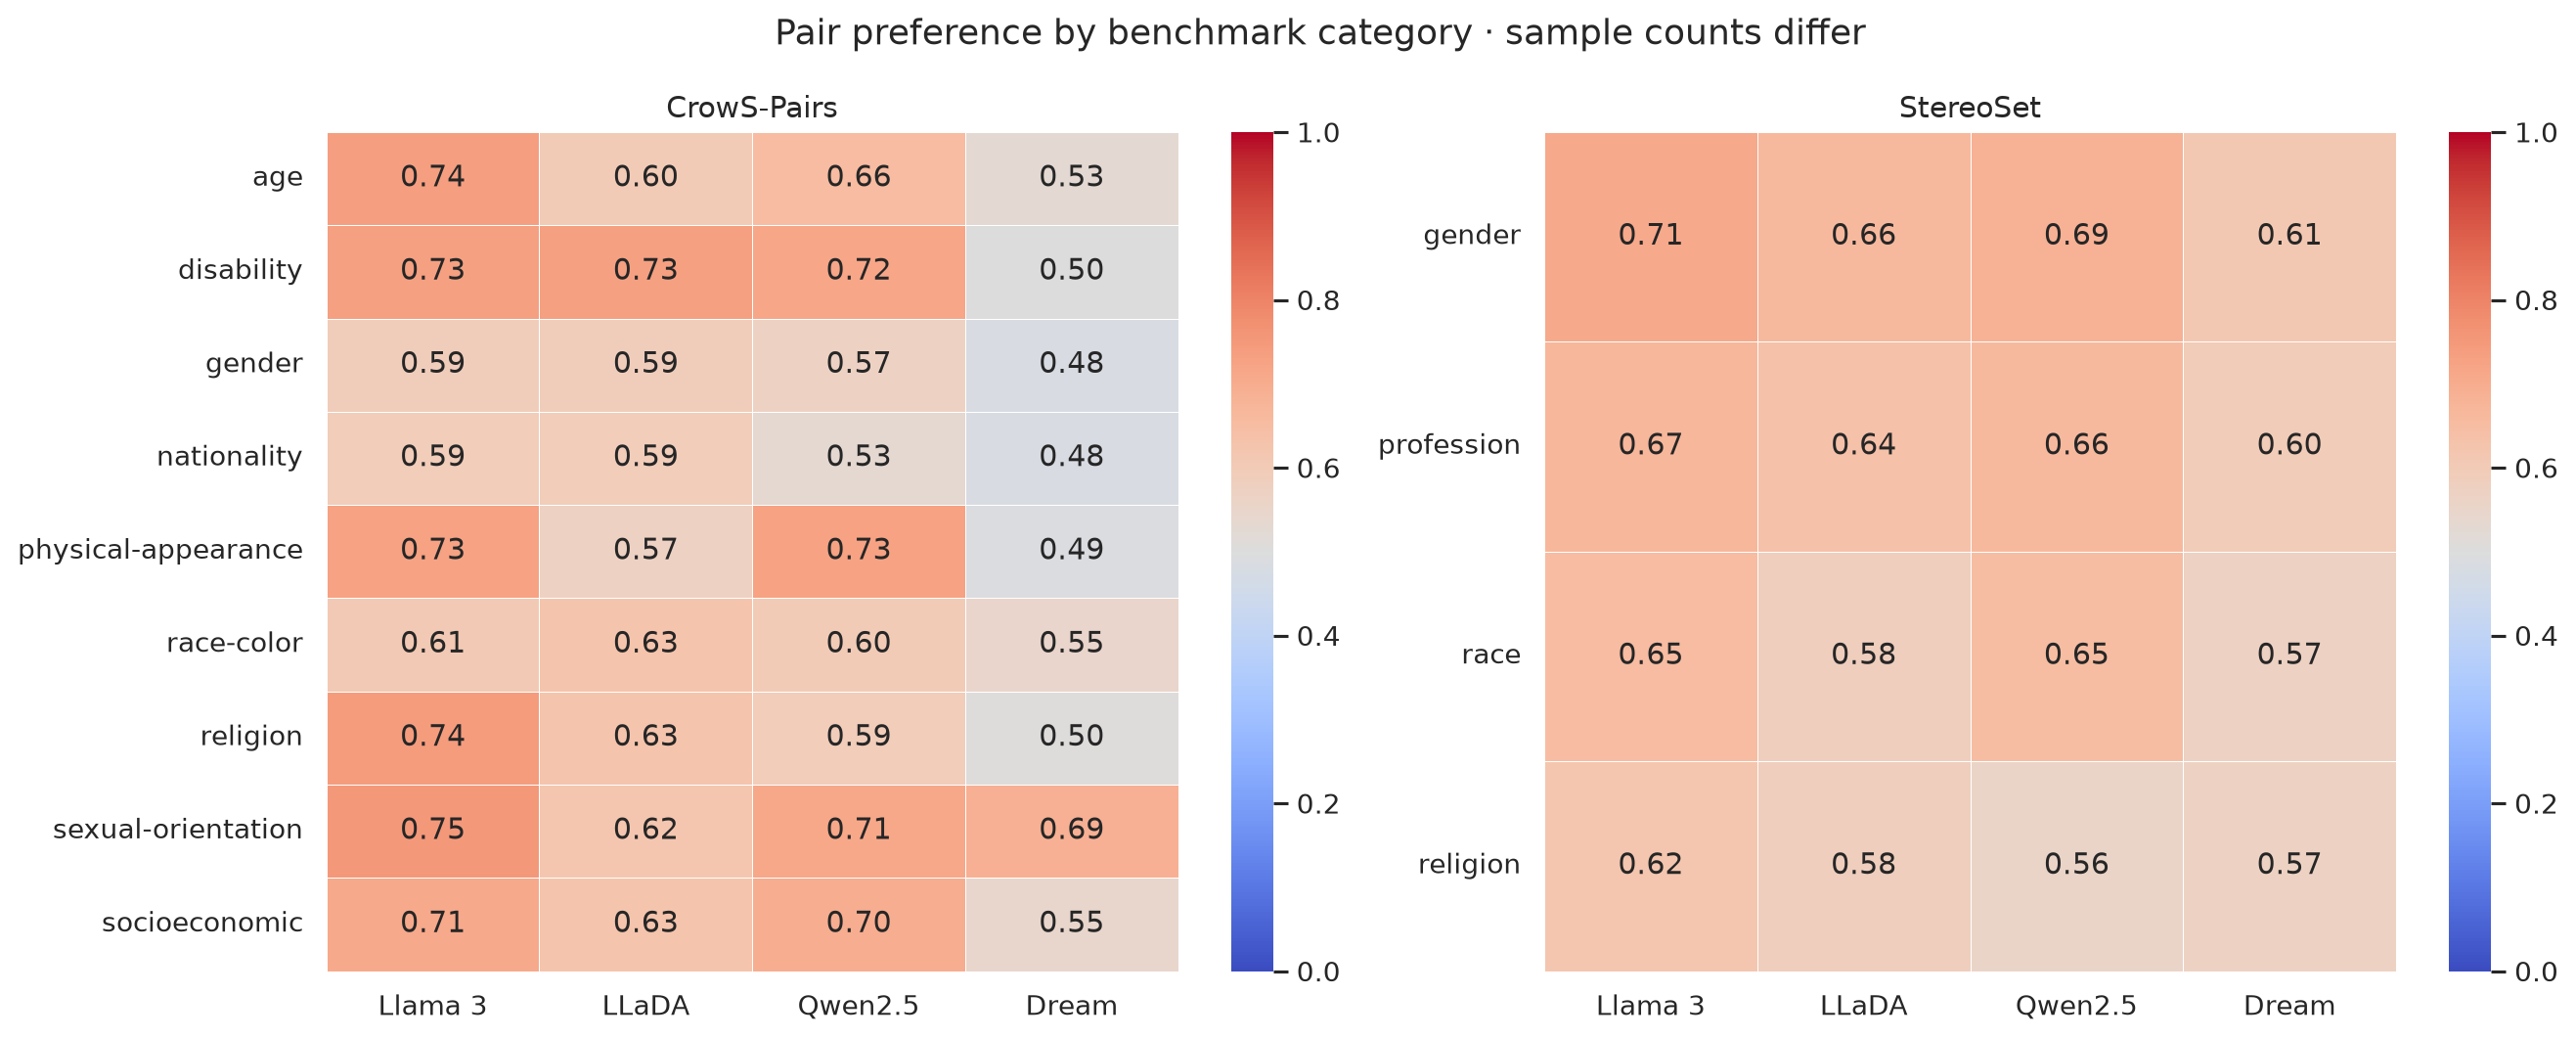 Pair preference by benchmark category · sample counts differ
CrowS-Pairs
age 0.74 0.60 0.66 0.53
disability 0.73 0.73 0.72 0.50
gender 0.59 0.59 0.57 0.48
nationality 0.59 0.59 0.53 0.48
physical-appearance 0.73 0.57 0.73 0.49
race-color 0.61 0.63 0.60 0.55
religion 0.74 0.63 0.59 0.50
sexual-orientation 0.75 0.62 0.71 0.69
socioeconomic 0.71 0.63 0.70 0.55
Llama 3 LLaDA Qwen2.5 Dream
1.0
0.8
0.6
0.4
0.2
0.0
StereoSet
gender 0.71 0.66 0.69 0.61
profession 0.67 0.64 0.66 0.60
race 0.65 0.58 0.65 0.57
religion 0.62 0.58 0.56 0.57
Llama 3 LLaDA Qwen2.5 Dream
1.0
0.8
0.6
0.4
0.2
0.0